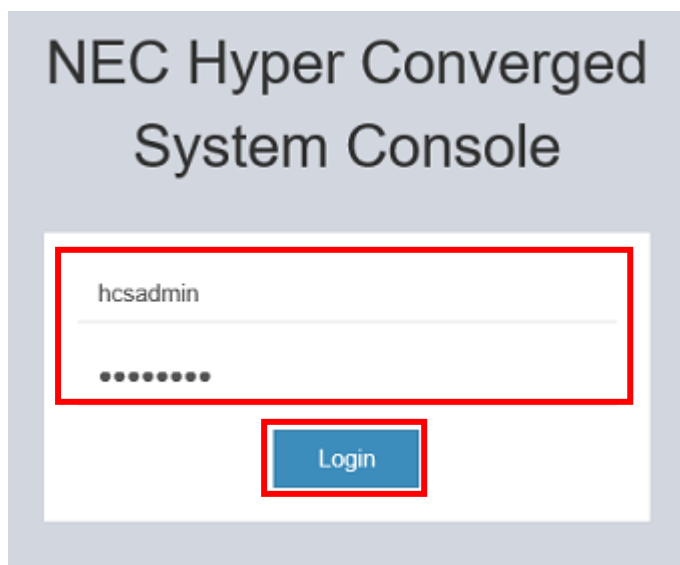 NEC Hyper Converged
System Console
hcsadmin
••••••••
Login